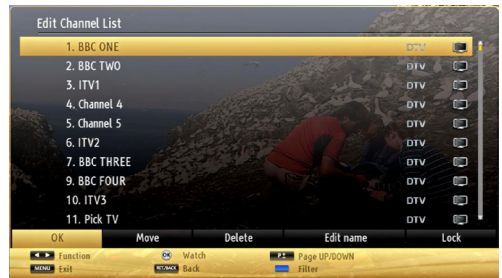 Edit Channel List
1. BBC ONE DTV
2. BBC TWO DTV
3. ITV1 DTV
4. Channel 4 DTV
5. Channel 5 DTV
6. ITV2 DTV
7. BBC THREE DTV
9. BBC FOUR DTV
10. ITV3 DTV
11. Pick TV DTV
OK Move Delete Edit name Lock
Function OK Watch P± Page UP/DOWN
MENU Exit RET/BACK Back Filter